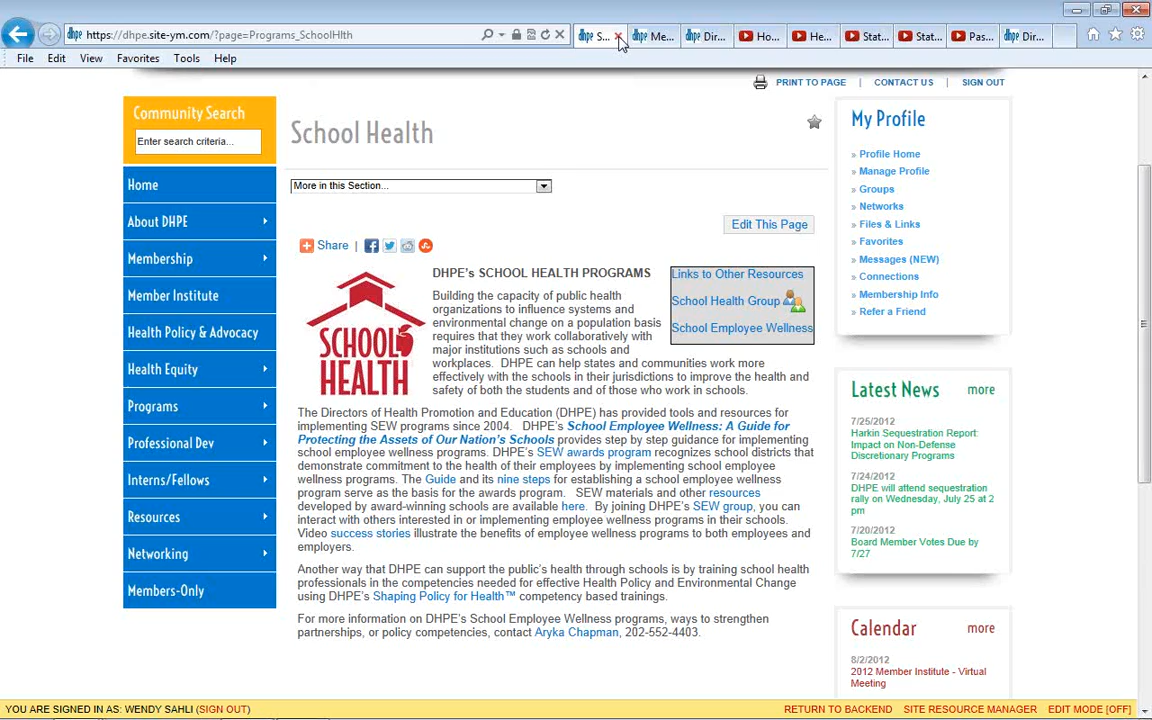 https://dhpe.site-ym.com/?page=Programs_SchoolHlth
dhpe S...
dhpe Me...
dhpe Dir...
Ho...
He...
Stat...
Stat...
Pas...
dhpe Dir...
File Edit View Favorites Tools Help
PRINT TO PAGE | CONTACT US | SIGN OUT
Community Search
Enter search criteria...
Home
About DHPE
Membership
Member Institute
Health Policy & Advocacy
Health Equity
Programs
Professional Dev
Interns/Fellows
Resources
Networking
Members-Only
School Health
More in this Section...
Edit This Page
Share |
SCHOOL
HEALTH
DHPE's SCHOOL HEALTH PROGRAMS
Building the capacity of public health
organizations to influence systems and
environmental change on a population basis
requires that they work collaboratively with
major institutions such as schools and
workplaces. DHPE can help states and communities work more
effectively with the schools in their jurisdictions to improve the health and
safety of both the students and of those who work in schools.
Links to Other Resources
School Health Group
School Employee Wellness
The Directors of Health Promotion and Education (DHPE) has provided tools and resources for
implementing SEW programs since 2004. DHPE's School Employee Wellness: A Guide for
Protecting the Assets of Our Nation's Schools provides step by step guidance for implementing
school employee wellness programs. DHPE's SEW awards program recognizes school districts that
demonstrate commitment to the health of their employees by implementing school employee
wellness programs. The Guide and its nine steps for establishing a school employee wellness
program serve as the basis for the awards program. SEW materials and other resources
developed by award-winning schools are available here. By joining DHPE's SEW group, you can
interact with others interested in or implementing employee wellness programs in their schools.
Video success stories illustrate the benefits of employee wellness programs to both employees and
employers.
Another way that DHPE can support the public's health through schools is by training school health
professionals in the competencies needed for effective Health Policy and Environmental Change
using DHPE's Shaping Policy for Health™ competency based trainings.
For more information on DHPE's School Employee Wellness programs, ways to strengthen
partnerships, or policy competencies, contact Aryka Chapman, 202-552-4403.
My Profile
» Profile Home
» Manage Profile
» Groups
» Networks
» Files & Links
» Favorites
» Messages (NEW)
» Connections
» Membership Info
» Refer a Friend
Latest News more
7/25/2012
Harkin Sequestration Report:
Impact on Non-Defense
Discretionary Programs
7/24/2012
DHPE will attend sequestration
rally on Wednesday, July 25 at 2
pm
7/20/2012
Board Member Votes Due by
7/27
Calendar more
8/2/2012
2012 Member Institute - Virtual
Meeting
YOU ARE SIGNED IN AS: WENDY SAHLI (SIGN OUT)
RETURN TO BACKEND SITE RESOURCE MANAGER EDIT MODE [OFF]